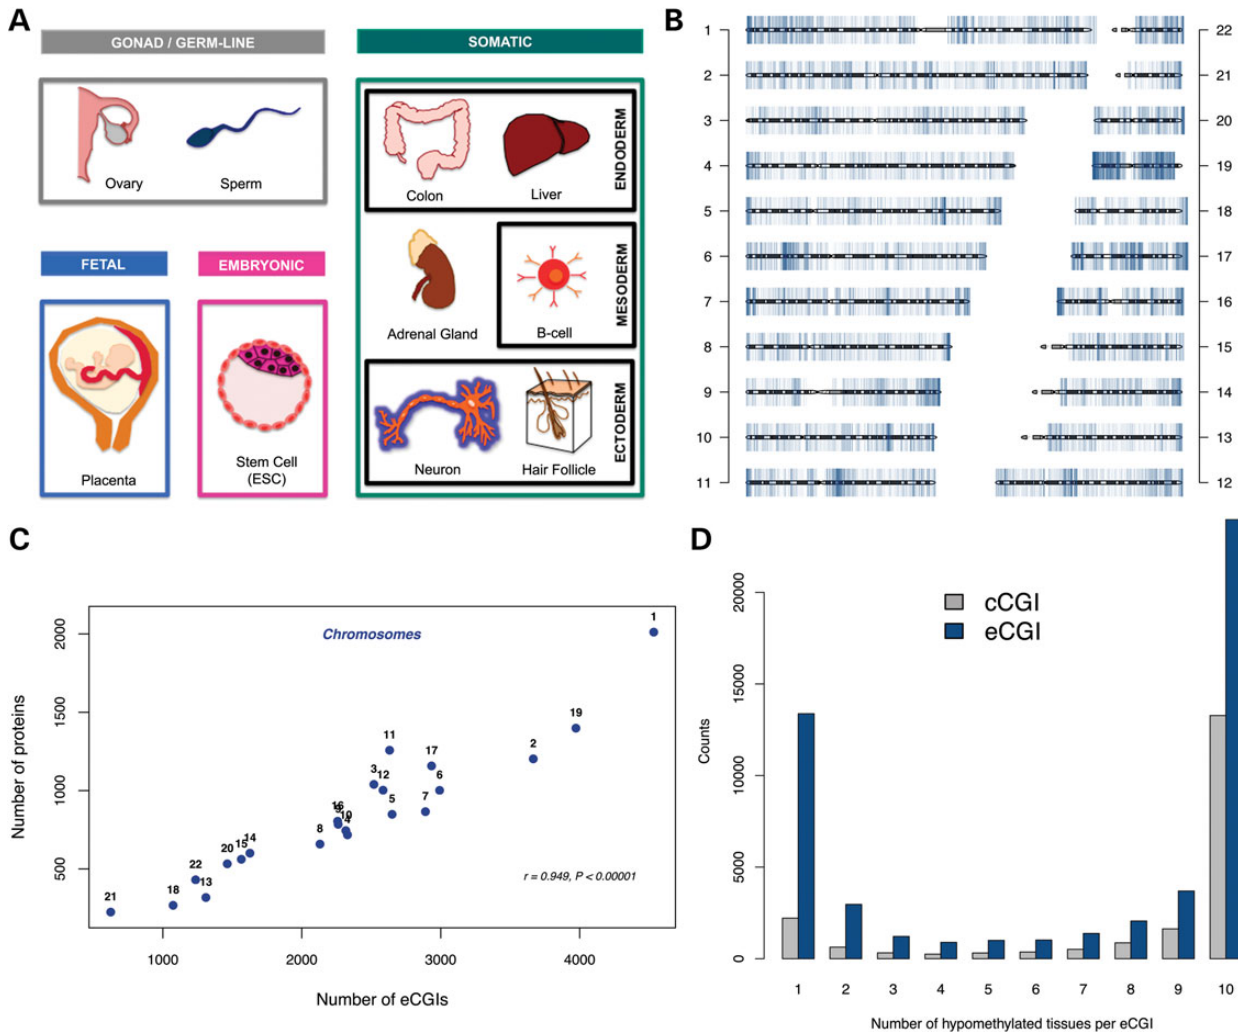 A
GONAD / GERM-LINE
SOMATIC
Ovary
Sperm
Colon
Liver
ENDODERM
FETAL
EMBRYONIC
Adrenal Gland
B-cell
MESODERM
Placenta
Stem Cell
(ESC)
Neuron
Hair Follicle
ECTODERM
B
1
22
2
21
3
20
4
19
5
18
6
17
7
16
8
15
9
14
10
13
11
12
C
Chromosomes
Number of proteins
2000
1500
1000
500
1
19
2
11
17
3
12
6
5
7
16
9
10
4
8
14
15
20
22
13
18
21
r = 0.949, P < 0.00001
1000
2000
3000
4000
Number of eCGIs
D
cCGI
eCGI
Counts
20000
15000
10000
5000
0
1
2
3
4
5
6
7
8
9
10
Number of hypomethylated tissues per eCGI